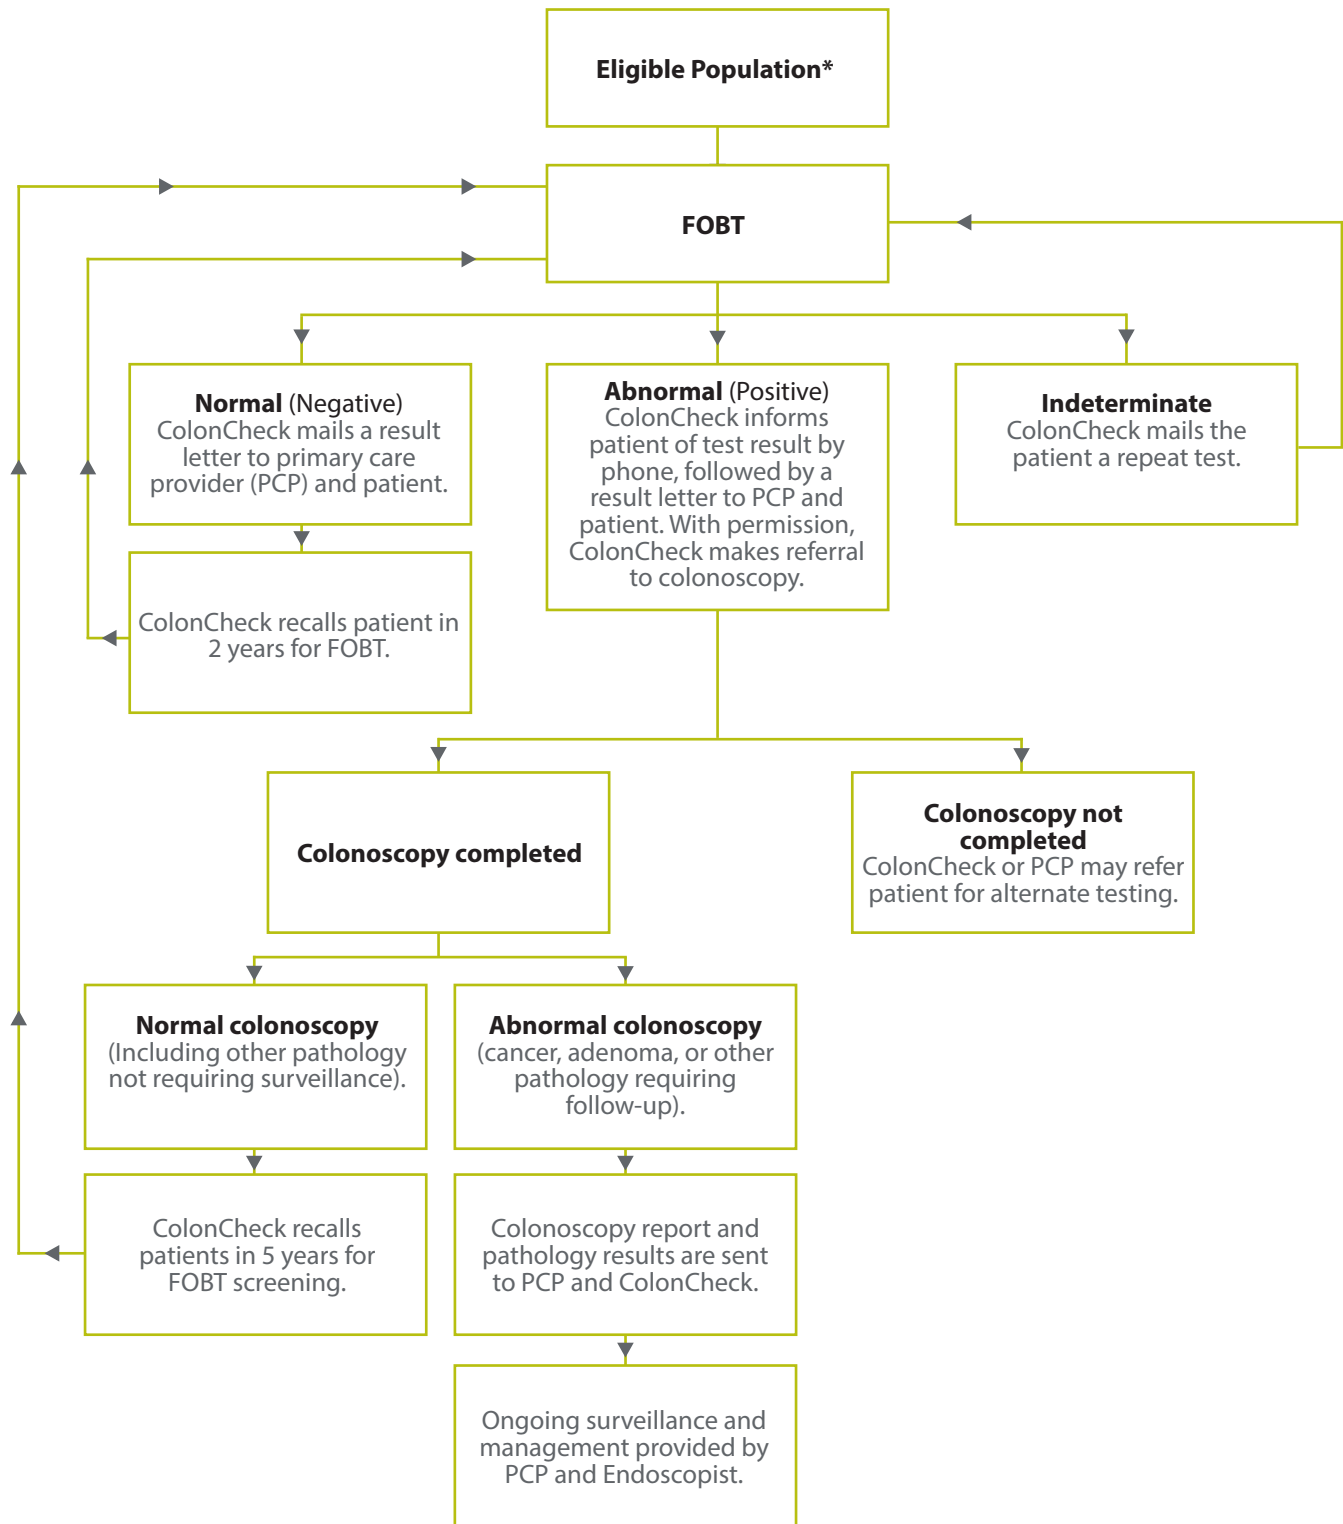 Eligible Population*
FOBT
Normal (Negative)
ColonCheck mails a result
letter to primary care
provider (PCP) and patient.
Abnormal (Positive)
ColonCheck informs
patient of test result by
phone, followed by a
result letter to PCP and
patient. With permission,
ColonCheck makes referral
to colonoscopy.
Indeterminate
ColonCheck mails the
patient a repeat test.
ColonCheck recalls patient in
2 years for FOBT.
Colonoscopy completed
Colonoscopy not
completed
ColonCheck or PCP may refer
patient for alternate testing.
Normal colonoscopy
(Including other pathology
not requiring surveillance).
Abnormal colonoscopy
(cancer, adenoma, or other
pathology requiring
follow-up).
ColonCheck recalls
patients in 5 years for
FOBT screening.
Colonoscopy report and
pathology results are sent
to PCP and ColonCheck.
Ongoing surveillance and
management provided by
PCP and Endoscopist.